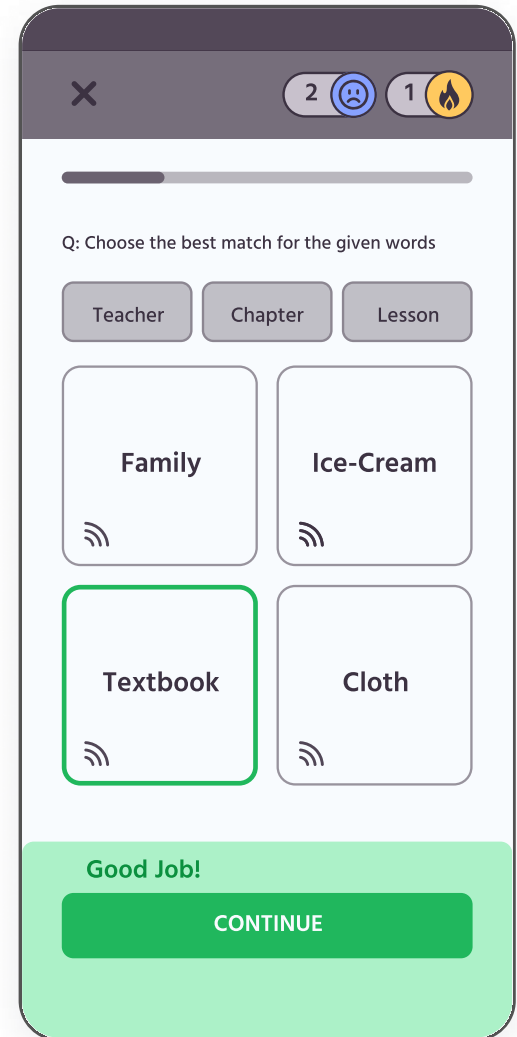 2 1
Q: Choose the best match for the given words
Teacher Chapter Lesson
Family Ice-Cream
Textbook Cloth
Good Job!
CONTINUE